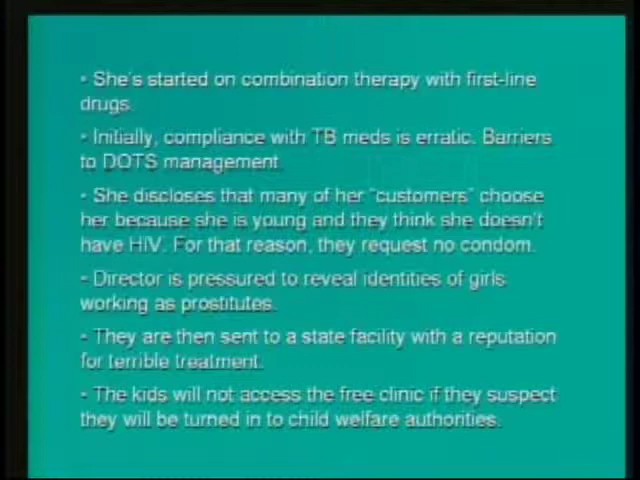 - She's started on combination therapy with first-line
drugs.
- Initially, compliance with TB meds is erratic. Barriers
to DOTS management.
- She discloses that many of her "customers" choose
her because she is young and they think she doesn't
have HIV. For that reason, they request no condom.
- Director is pressured to reveal identities of girls
working as prostitutes.
- They are then sent to a state facility with a reputation
for terrible treatment.
- The kids will not access the free clinic if they suspect
they will be turned in to child welfare authorities.